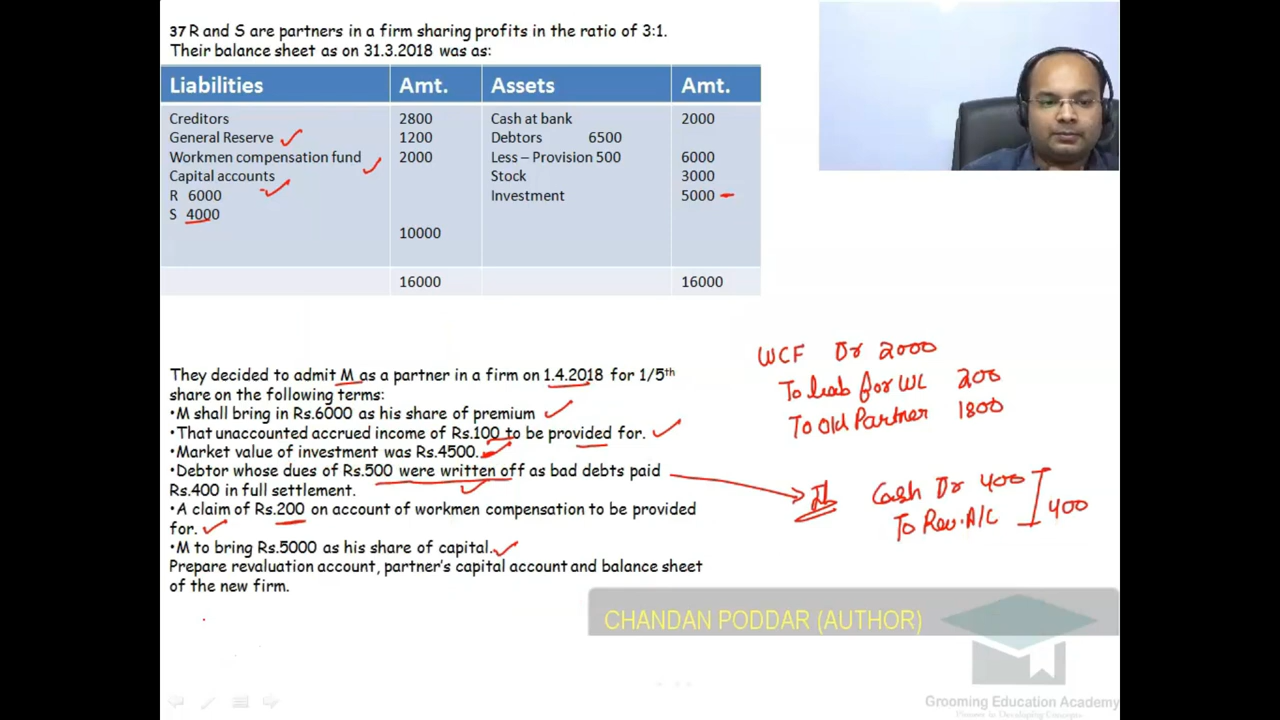 37 R and S are partners in a firm sharing profits in the ratio of 3:1.
Their balance sheet as on 31.3.2018 was as:
Liabilities Amt. Assets Amt.
Creditors 2800 Cash at bank 2000
General Reserve 1200 Debtors 6500
Workmen compensation fund 2000 Less – Provision 500 6000
Capital accounts Stock 3000
R 6000 Investment 5000
S 4000
10000
16000 16000
They decided to admit M as a partner in a firm on 1.4.2018 for 1/5th
share on the following terms:
•M shall bring in Rs.6000 as his share of premium
•That unaccounted accrued income of Rs.100 to be provided for.
•Market value of investment was Rs.4500.
•Debtor whose dues of Rs.500 were written off as bad debts paid
Rs.400 in full settlement.
•A claim of Rs.200 on account of workmen compensation to be provided
for.
•M to bring Rs.5000 as his share of capital.
Prepare revaluation account, partner's capital account and balance sheet
of the new firm.
WCF Dr 2000
To liab for WC 200
To Old Partner 1800
Cash Dr 400
To Rev. A/C 400
CHANDAN PODDAR (AUTHOR)
Grooming Education Academy
Pioneer in Developing Concepts